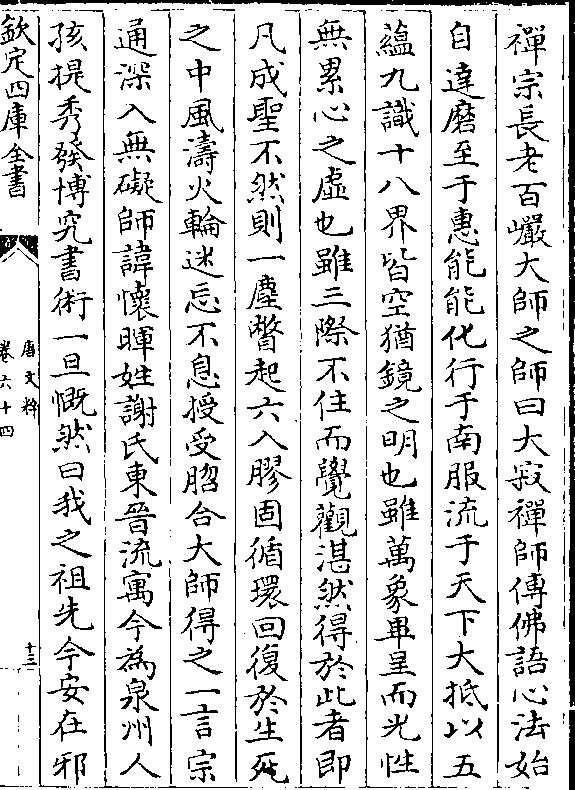 禪宗長老百巖大師之師曰大寂禪師傳佛語心法始
自達磨至于惠能能化行于南服流于天下大抵以五
蘊九識十八界皆空猶鏡之明也雖萬象畢呈而光性
無累心之虛也雖三際不住而覺觀湛然得於此者即
凡成聖不然則一塵瞥起六入膠固循環回復於生死
之中風濤火輪迷忘不息授受脗合大師得之一言宗
通深入無礙師諱懷暉姓謝氏東晉流寓今為泉州人
孩提秀發博究書術一旦慨然曰我之祖先今安在邪
欽定四庫全書
唐文粹
卷六十四
十三